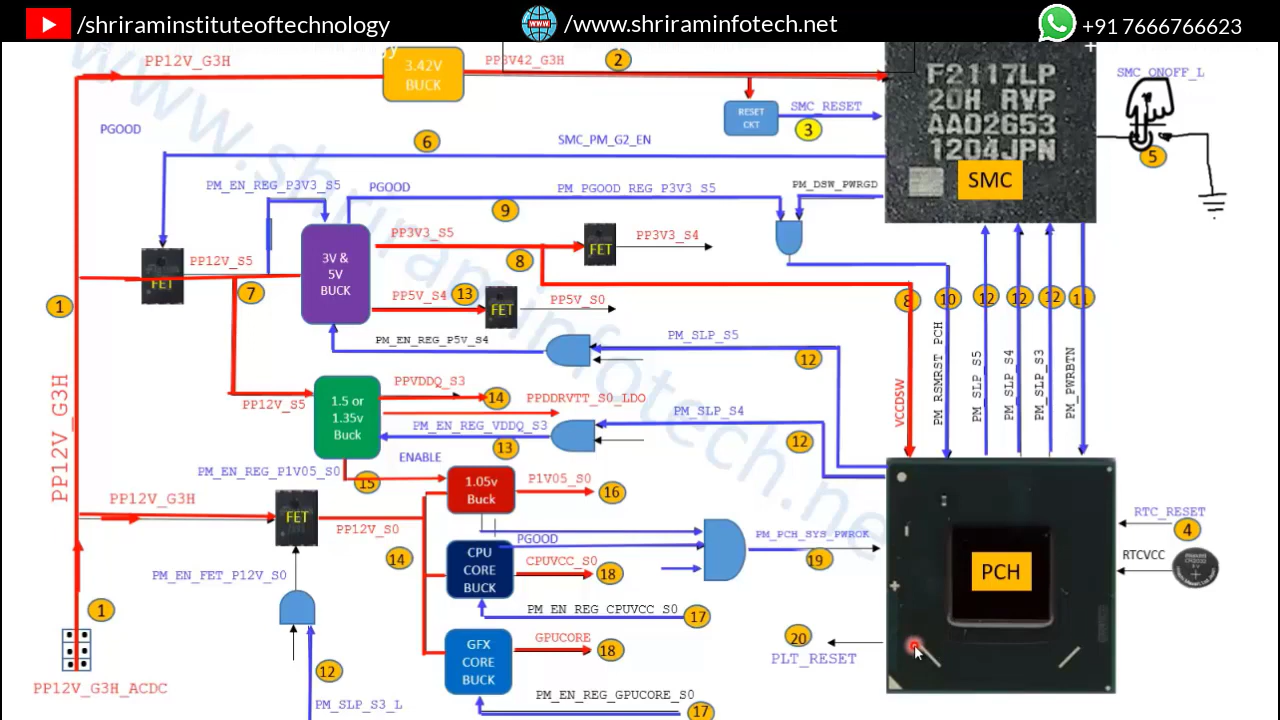 /shriraminstituteoftechnology
/www.shriraminfotech.net
+91 7666766623
PP12V_G3H
3.42V
BUCK
PP3V42_G3H
2
F2117LP
20H RVP
AA02653
1204JPN
SMC
SMC_ONOFF_L
5
RESET
CKT
SMC_RESET
3
PGOOD
6
SMC_PM_G2_EN
PM_EN_REG_P3V3_S5
PGOOD
PM_PGOOD_REG_P3V3_S5
PM_DSW_PWRGD
9
PP3V3_S5
FET
PP3V3_S4
8
FET
PP12V_S5
7
3V &
5V
BUCK
PP5V_S4
13
FET
PP5V_S0
1
8
10
12
12
12
11
PM_EN_REG_P5V_S4
PM_SLP_S5
12
VCCDSW
PM_RSMRST_PCH
PM_SLP_S5
PM_SLP_S4
PM_SLP_S3
PM_PWRBTN
PP12V_G3H
PP12V_S5
1.5 or
1.35v
Buck
PPVDDQ_S3
14
PPDDRVTT_S0_LDO
PM_EN_REG_VDDQ_S3
PM_SLP_S4
13
12
ENABLE
PM_EN_REG_P1V05_S0
15
1.05v
Buck
P1V05_S0
16
PP12V_G3H
FET
PP12V_S0
14
PGOOD
PM_PCH_SYS_PWROK
19
RTC_RESET
4
RTCVCC
PCH
CPU
CORE
BUCK
CPUVCC_S0
18
PM_EN_FET_P12V_S0
PM_EN_REG_CPUVCC_S0
17
1
GFX
CORE
BUCK
GPUCORE
18
20
PLT_RESET
12
PP12V_G3H_ACDC
PM_SLP_S3_L
PM_EN_REG_GPUCORE_S0
17
www.shriraminfotech.net